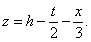 z = h − t/2 − x/3.